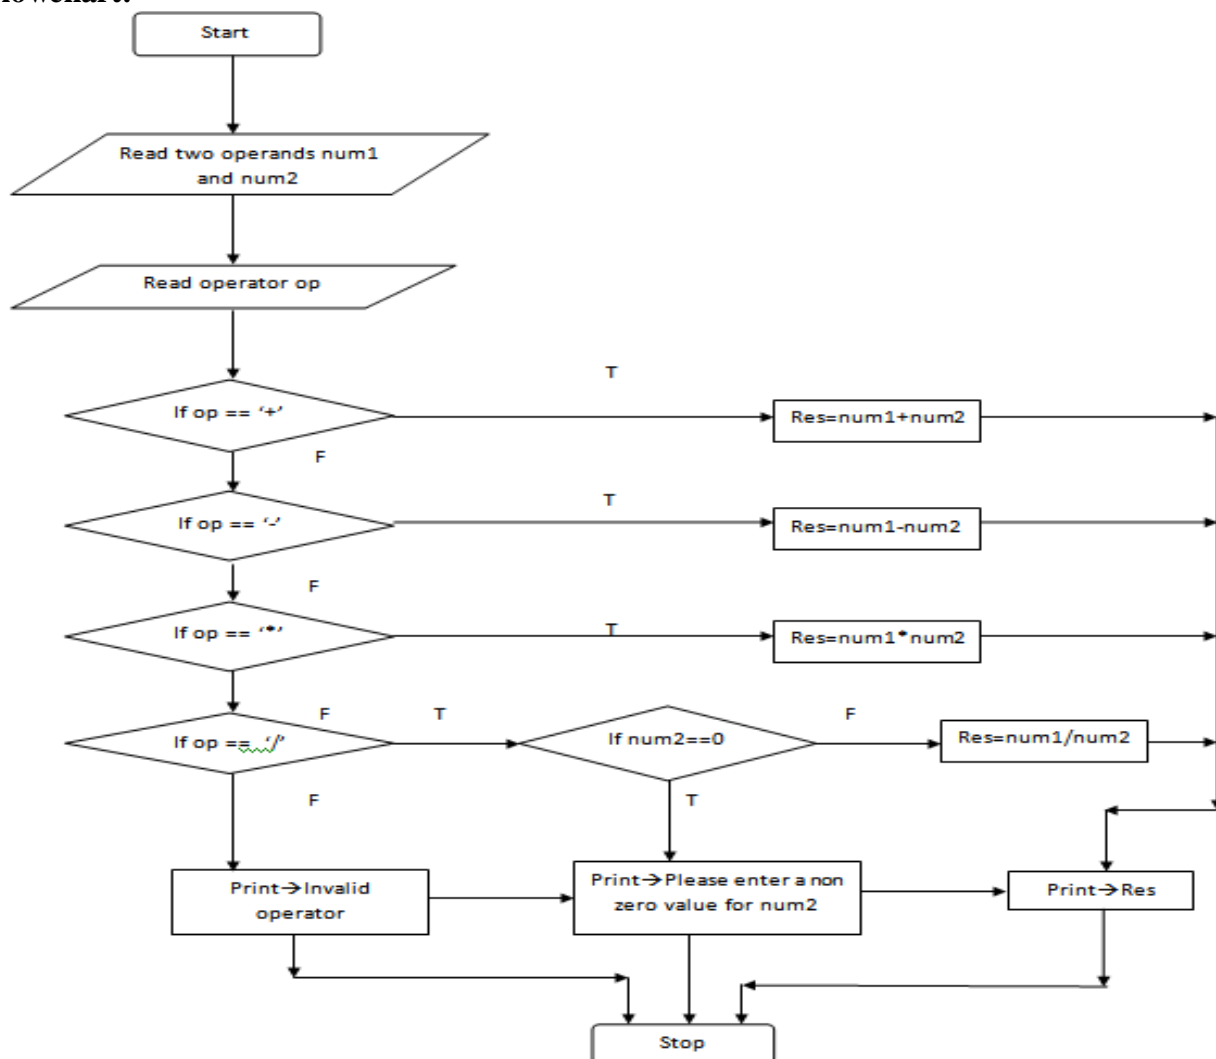 Start
Read two operands num1
and num2
Read operator op
T
If op == ‘+’
Res=num1+num2
F
T
If op == ‘-’
Res=num1-num2
F
If op == ‘*’
T
Res=num1*num2
F
T
F
If op == ‘/’
If num2==0
Res=num1/num2
F
T
Print→Invalid
operator
Print→Please enter a non
zero value for num2
Print→Res
Stop